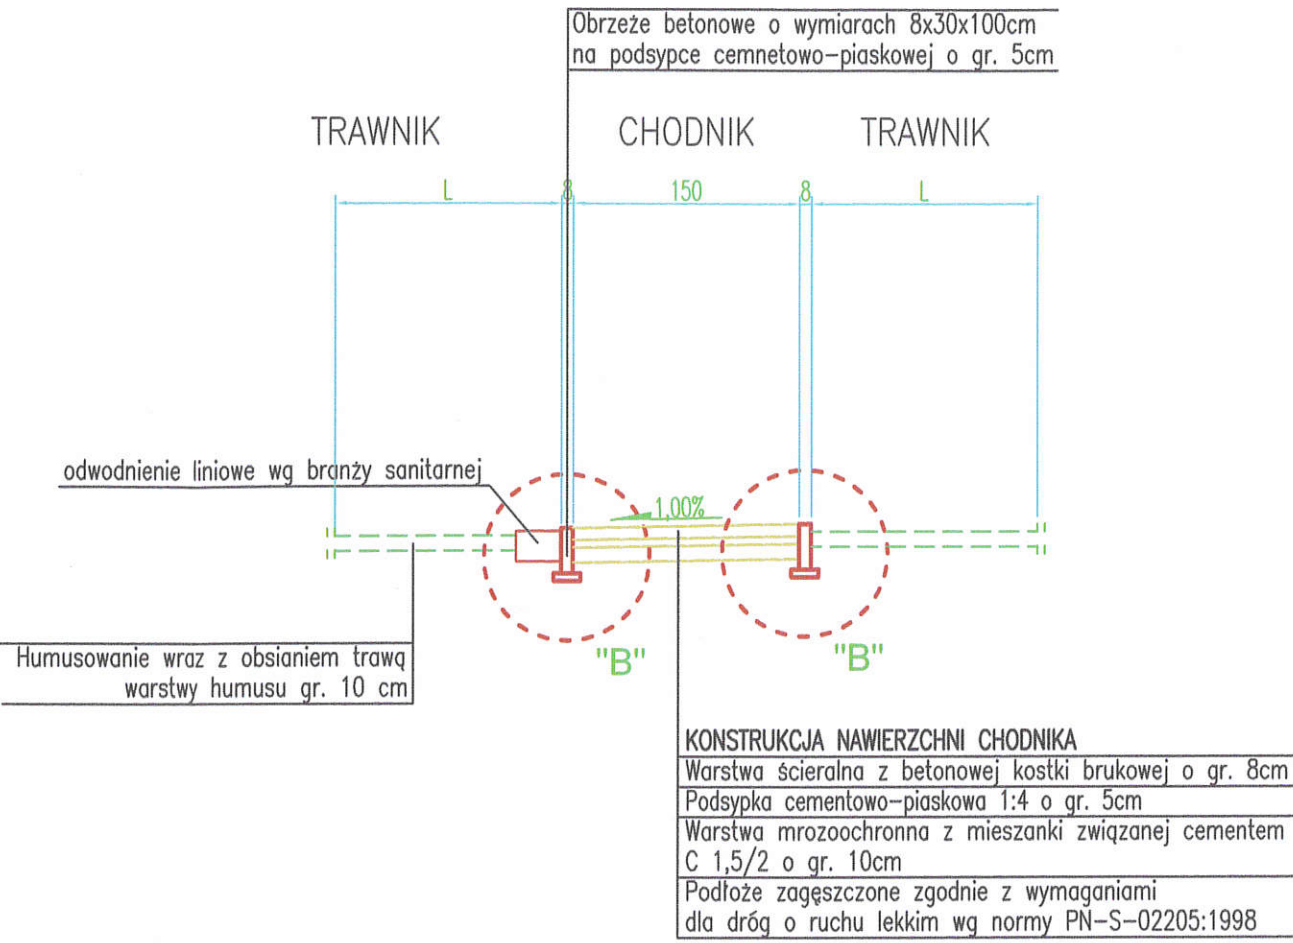 Obrzeże betonowe o wymiarach 8x30x100cm
na podsypce cemnetowo-piaskowej o gr. 5cm
TRAWNIK CHODNIK TRAWNIK
L 8 150 8 L
odwodnienie liniowe wg branży sanitarnej
1,00%
"B" "B"
Humusowanie wraz z obsianiem trawą
warstwy humusu gr. 10 cm
KONSTRUKCJA NAWIERZCHNI CHODNIKA
Warstwa ścieralna z betonowej kostki brukowej o gr. 8cm
Podsypka cementowo-piaskowa 1:4 o gr. 5cm
Warstwa mrozoochronna z mieszanki związanej cementem
C 1,5/2 o gr. 10cm
Podłoże zagęszczone zgodnie z wymaganiami
dla dróg o ruchu lekkim wg normy PN-S-02205:1998